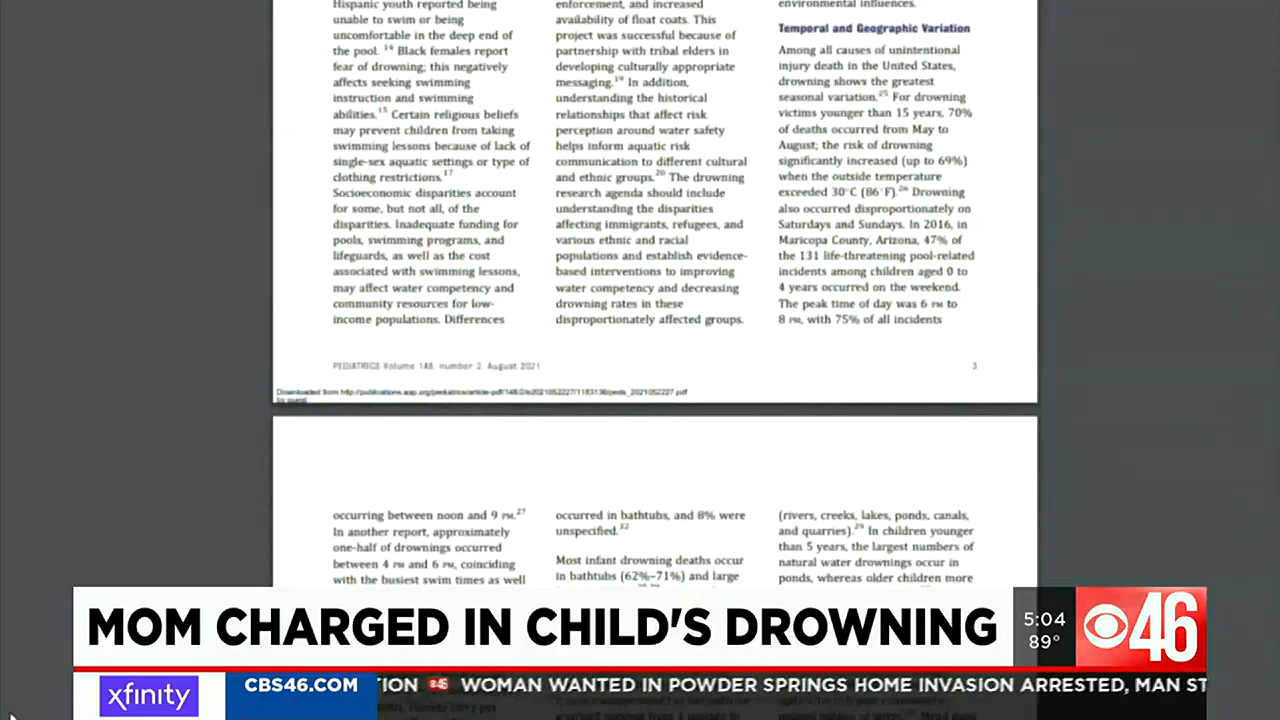 Hispanic youth reported being
unable to swim or being
uncomfortable in the deep end of
the pool. 14 Black females report
fear of drowning; this negatively
affects seeking swimming
instruction and swimming
abilities.15 Certain religious beliefs
may prevent children from taking
swimming lessons because of lack of
single-sex aquatic settings or type of
clothing restrictions.17
Socioeconomic disparities account
for some, but not all, of the
disparities. Inadequate funding for
pools, swimming programs, and
lifeguards, as well as the cost
associated with swimming lessons,
may affect water competency and
community resources for low-
income populations. Differences
enforcement, and increased
availability of float coats. This
project was successful because of
partnership with tribal elders in
developing culturally appropriate
messaging.19 In addition,
understanding the historical
relationships that affect risk
perception around water safety
helps inform aquatic risk
communication to different cultural
and ethnic groups.20 The drowning
research agenda should include
understanding the disparities
affecting immigrants, refugees, and
various ethnic and racial
populations and establish evidence-
based interventions to improving
water competency and decreasing
drowning rates in these
disproportionately affected groups.
environmental influences.
Temporal and Geographic Variation
Among all causes of unintentional
injury death in the United States,
drowning shows the greatest
seasonal variation.25 For drowning
victims younger than 15 years, 70%
of deaths occurred from May to
August; the risk of drowning
significantly increased (up to 69%)
when the outside temperature
exceeded 30°C (86°F).26 Drowning
also occurred disproportionately on
Saturdays and Sundays. In 2016, in
Maricopa County, Arizona, 47% of
the 131 life-threatening pool-related
incidents among children aged 0 to
4 years occurred on the weekend.
The peak time of day was 6 PM to
8 PM, with 75% of all incidents
PEDIATRICS Volume 148, number 2, August 2021
3
Downloaded from http://publications.aap.org/pediatrics/article-pdf/148/2/e2021052227/1183136/peds_2021052227.pdf
by guest
occurring between noon and 9 PM.27
In another report, approximately
one-half of drownings occurred
between 4 PM and 6 PM, coinciding
with the busiest swim times as well
occurred in bathtubs, and 8% were
unspecified.32
Most infant drowning deaths occur
in bathtubs (62%–71%) and large
(rivers, creeks, lakes, ponds, canals,
and quarries).29 In children younger
than 5 years, the largest numbers of
natural water drownings occur in
ponds, whereas older children more
MOM CHARGED IN CHILD'S DROWNING
5:04
89°
46
xfinity
CBS46.COM
TION 46 WOMAN WANTED IN POWDER SPRINGS HOME INVASION ARRESTED, MAN ST